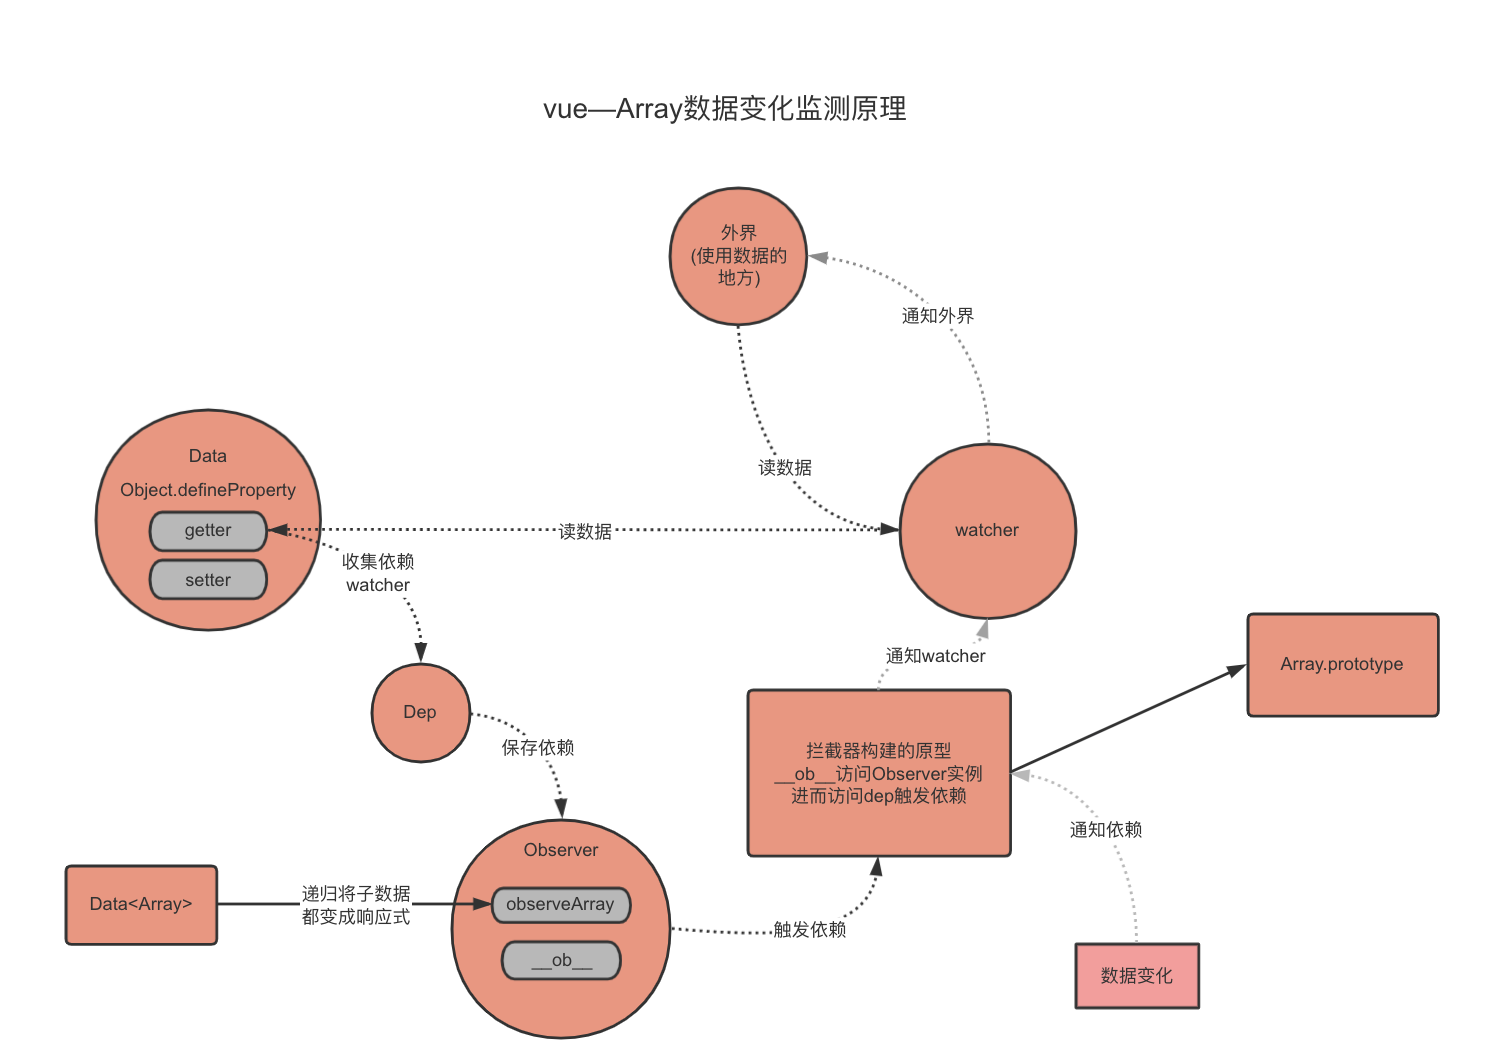 vue—Array数据变化监测原理
外界
(使用数据的
地方)
通知外界
读数据
Data
Object.defineProperty
getter
setter
读数据
watcher
收集依赖
watcher
通知watcher
Array.prototype
Dep
保存依赖
拦截器构建的原型
__ob__访问Observer实例
进而访问dep触发依赖
通知依赖
Observer
Data<Array>
递归将子数据
都变成响应式
observeArray
__ob__
触发依赖
数据变化